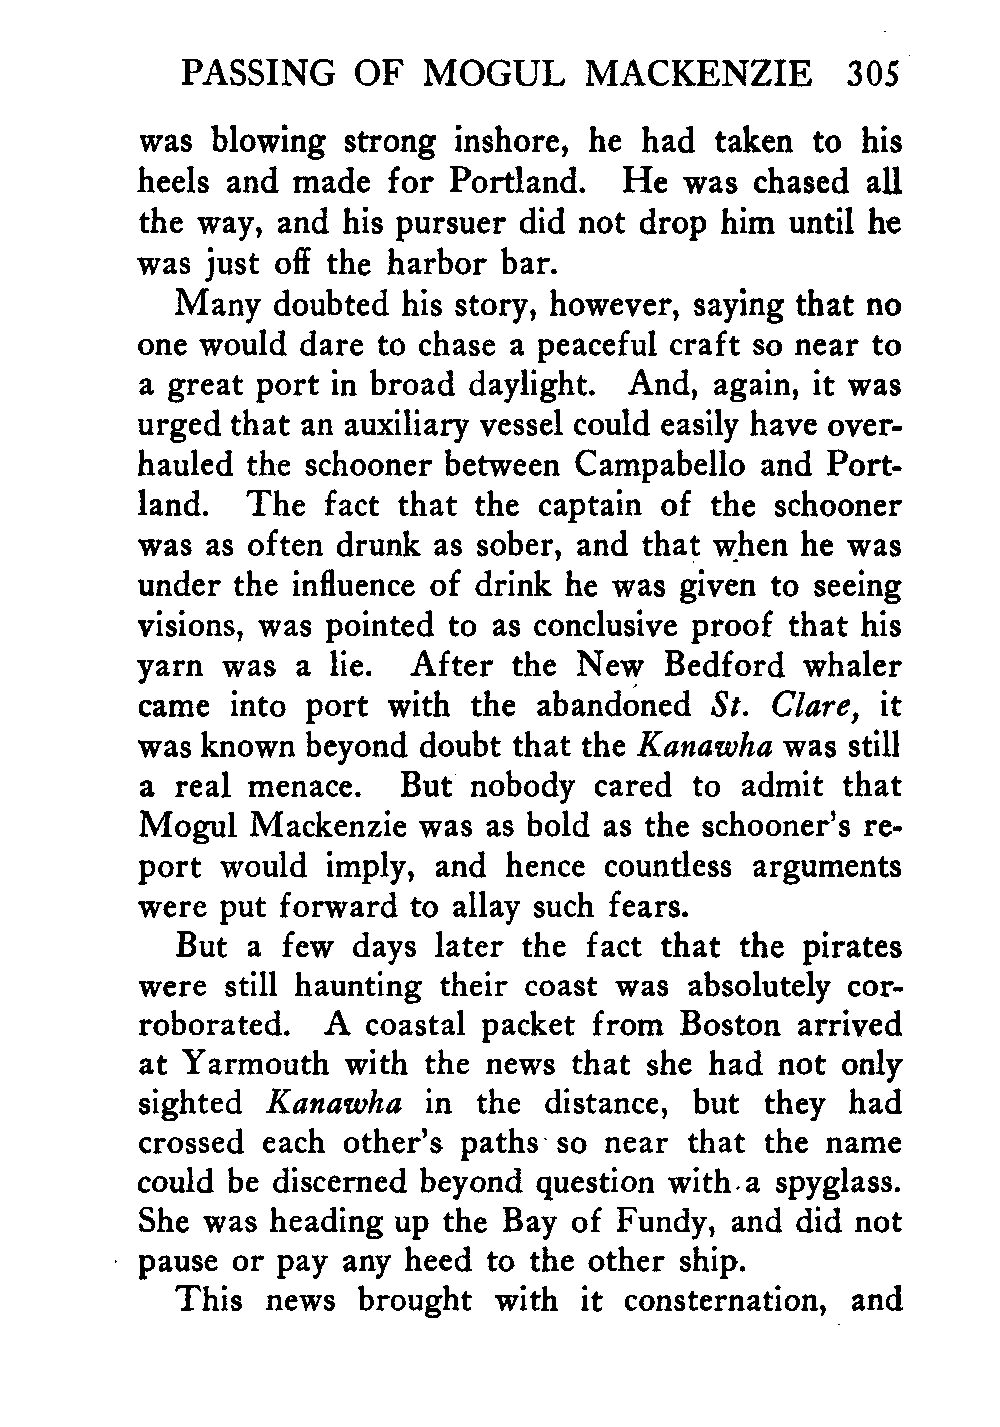 PASSING OF MOGUL MACKENZIE 305
was blowing strong inshore, he had taken to his
heels and made for Portland. He was chased all
the way, and his pursuer did not drop him until he
was just off the harbor bar.
Many doubted his story, however, saying that no
one would dare to chase a peaceful craft so near to
a great port in broad daylight. And, again, it was
urged that an auxiliary vessel could easily have over-
hauled the schooner between Campabello and Port-
land. The fact that the captain of the schooner
was as often drunk as sober, and that when he was
under the influence of drink he was given to seeing
visions, was pointed to as conclusive proof that his
yarn was a lie. After the New Bedford whaler
came into port with the abandoned St. Clare, it
was known beyond doubt that the Kanawha was still
a real menace. But nobody cared to admit that
Mogul Mackenzie was as bold as the schooner's re-
port would imply, and hence countless arguments
were put forward to allay such fears.
But a few days later the fact that the pirates
were still haunting their coast was absolutely cor-
roborated. A coastal packet from Boston arrived
at Yarmouth with the news that she had not only
sighted Kanawha in the distance, but they had
crossed each other's paths so near that the name
could be discerned beyond question with a spyglass.
She was heading up the Bay of Fundy, and did not
pause or pay any heed to the other ship.
This news brought with it consternation, and